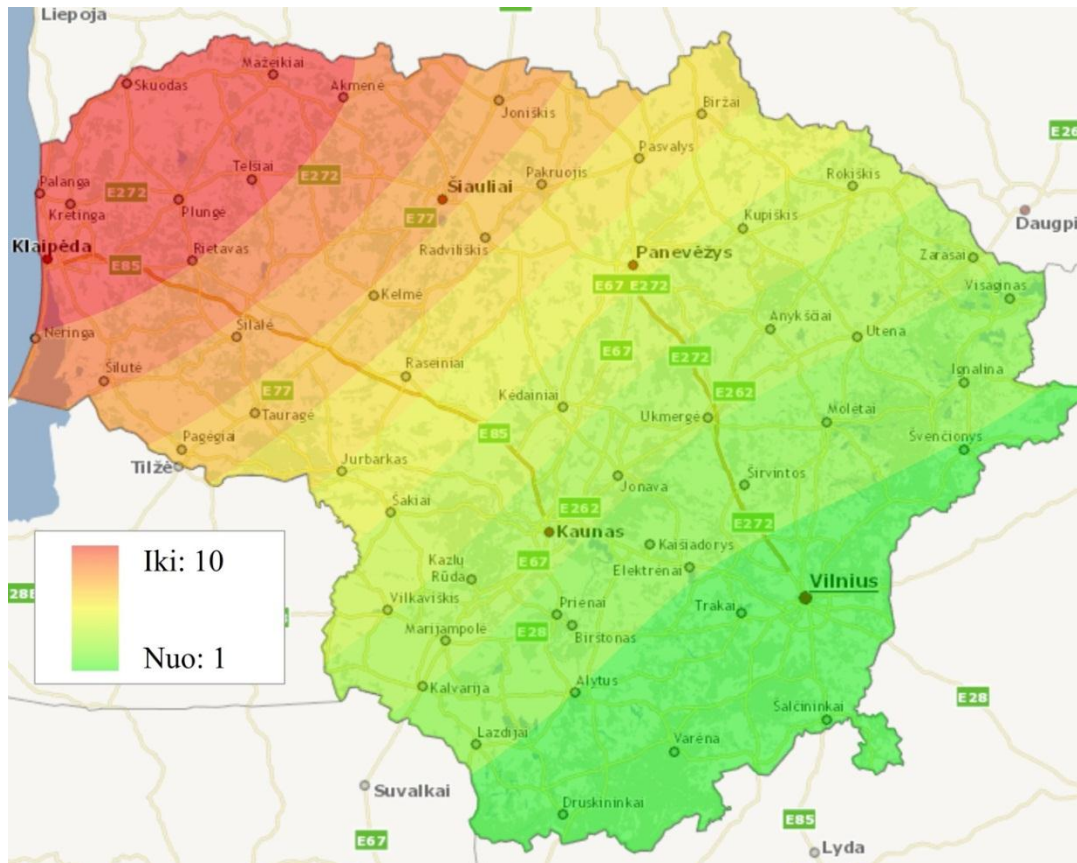 Liepoja
Mažeikiai
Skuodas
Akmenė
Joniškis
Biržai
E26
Pasvalys
Telšiai
E272
Pakruojis
Rokiškis
Palanga
E272
Šiauliai
Kretinga
Plunge
E77
Kupiškis
Daugpi
Klaipėda
Rietavas
Radviliškis
Panevėžys
Zarasai
E85
E67 E272
Visaginas
Kelmė
Neringa
Šilalė
Anykščiai
Utena
E67
E272
Šilutė
Raseiniai
Ignalina
E77
Kėdainiai
E262
Tauragė
Ukmergė
Molėtai
E85
Pagėgiai
Švenčionys
Tilžė
Jurbarkas
Širvintos
Jonava
Šakiai
E262
E272
Kaunas
Iki: 10
Kaišiadorys
Kazlų
Rūda
E67
Elektrėnai
Vilnius
28E
Vilkaviškis
Prienai
Trakai
Marijampolė
E28
Birštonas
Nuo: 1
Kalvarija
Alytus
E28
Šalčininkai
Lazdijai
Varėna
Suvalkai
Druskininkai
E85
E67
Lyda